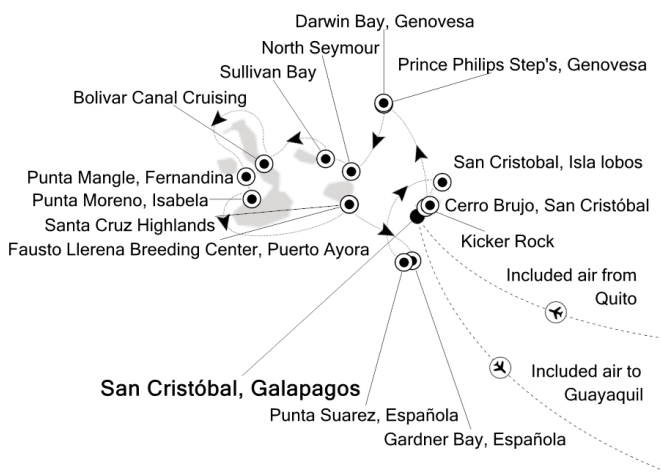 Darwin Bay, Genovesa
North Seymour
Prince Philips Step's, Genovesa
Sullivan Bay
Bolivar Canal Cruising
San Cristobal, Isla lobos
Punta Mangle, Fernandina
Punta Moreno, Isabela
Cerro Brujo, San Cristóbal
Santa Cruz Highlands
Kicker Rock
Fausto Llerena Breeding Center, Puerto Ayora
Included air from
Quito
Included air to
Guayaquil
San Cristóbal, Galapagos
Punta Suarez, Española
Gardner Bay, Española